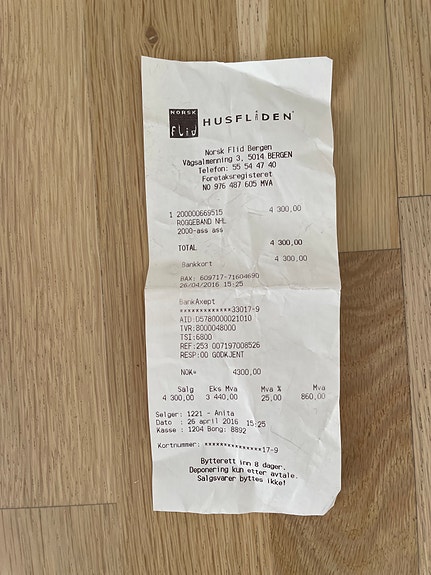 NORSK
Flid
HUSFLIDEN
Norsk Flid Bergen
Vågsalmenning 3, 5014 BERGEN
Telefon: 55 54 47 40
Foretaksregisteret
NO 976 487 605 MVA
1 200000669515 4 300,00
ROGGEBAND NHL
2000-ass ass
TOTAL 4 300,00
Bankkort 4 300,00
BAX: 609717-71604690
26/04/2016 15:25
BankAxept
*************33017-9
AID:D5780000021010
TVR:8000048000
TSI:6800
REF:253 007197008526
RESP:00 GODKJENT
NOK= 4300,00
Salg Eks Mva Mva % Mva
4 300,00 3 440,00 25,00 860,00
Selger: 1221 - Anita
Dato : 26 april 2016 15:25
Kasse : 1204 Bong: 8892
Kortnummer: ***************17-9
Bytterett inn 8 dager.
Deponering kun etter avtale.
Salgsvarer byttes ikke!